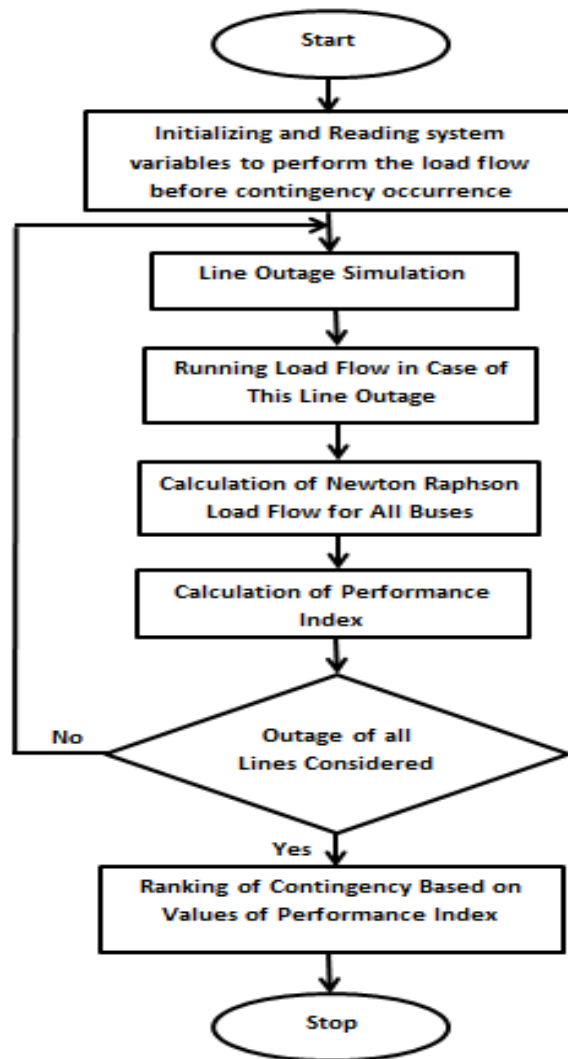 Start
Initializing and Reading system
variables to perform the load flow
before contingency occurrence
Line Outage Simulation
Running Load Flow in Case of
This Line Outage
Calculation of Newton Raphson
Load Flow for All Buses
Calculation of Performance
Index
No
Outage of all
Lines Considered
Yes
Ranking of Contingency Based on
Values of Performance Index
Stop